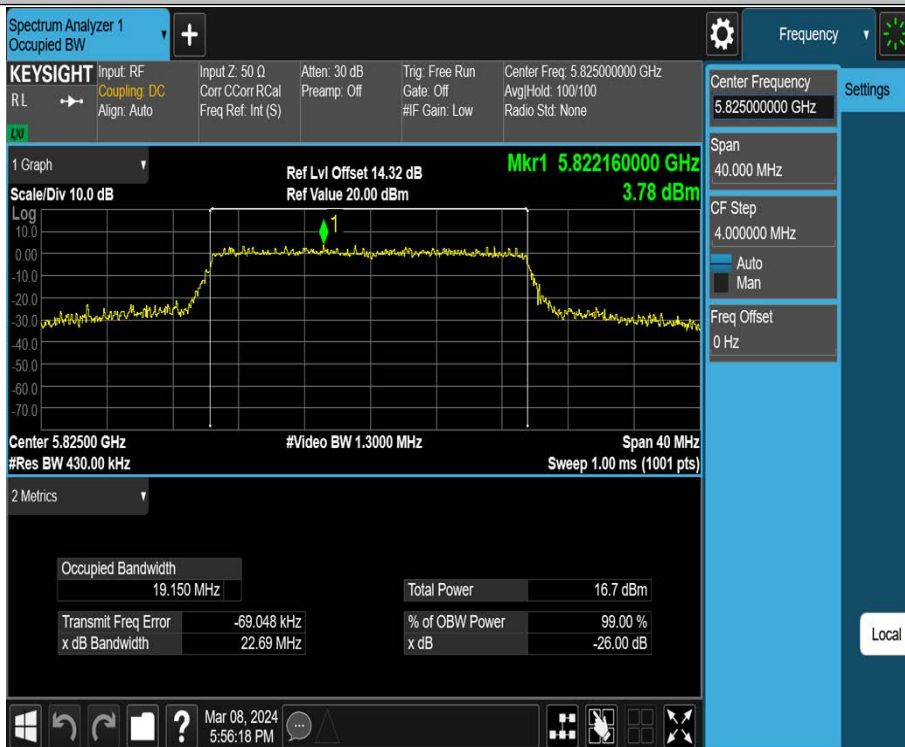 Spectrum Analyzer 1
Occupied BW
Frequency
KEYSIGHT
R L
LXI
Input: RF
Coupling: DC
Align: Auto
Input Z: 50 Ω
Corr CCorr RCal
Freq Ref: Int (S)
Atten: 30 dB
Preamp: Off
Trig: Free Run
Gate: Off
#IF Gain: Low
Center Freq: 5.825000000 GHz
Avg|Hold: 100/100
Radio Std: None
Center Frequency
5.825000000 GHz
Settings
Span
40.000 MHz
CF Step
4.000000 MHz
Auto
Man
Freq Offset
0 Hz
Local
1 Graph
Scale/Div 10.0 dB
Ref Lvl Offset 14.32 dB
Ref Value 20.00 dBm
Mkr1 5.822160000 GHz
3.78 dBm
Log
10.0
0.00
-10.0
-20.0
-30.0
-40.0
-50.0
-60.0
-70.0
1
Center 5.82500 GHz
#Video BW 1.3000 MHz
Span 40 MHz
#Res BW 430.00 kHz
Sweep 1.00 ms (1001 pts)
2 Metrics
Occupied Bandwidth
19.150 MHz
Total Power 16.7 dBm
Transmit Freq Error -69.048 kHz
% of OBW Power 99.00 %
x dB Bandwidth 22.69 MHz
x dB -26.00 dB
?
Mar 08, 2024
5:56:18 PM